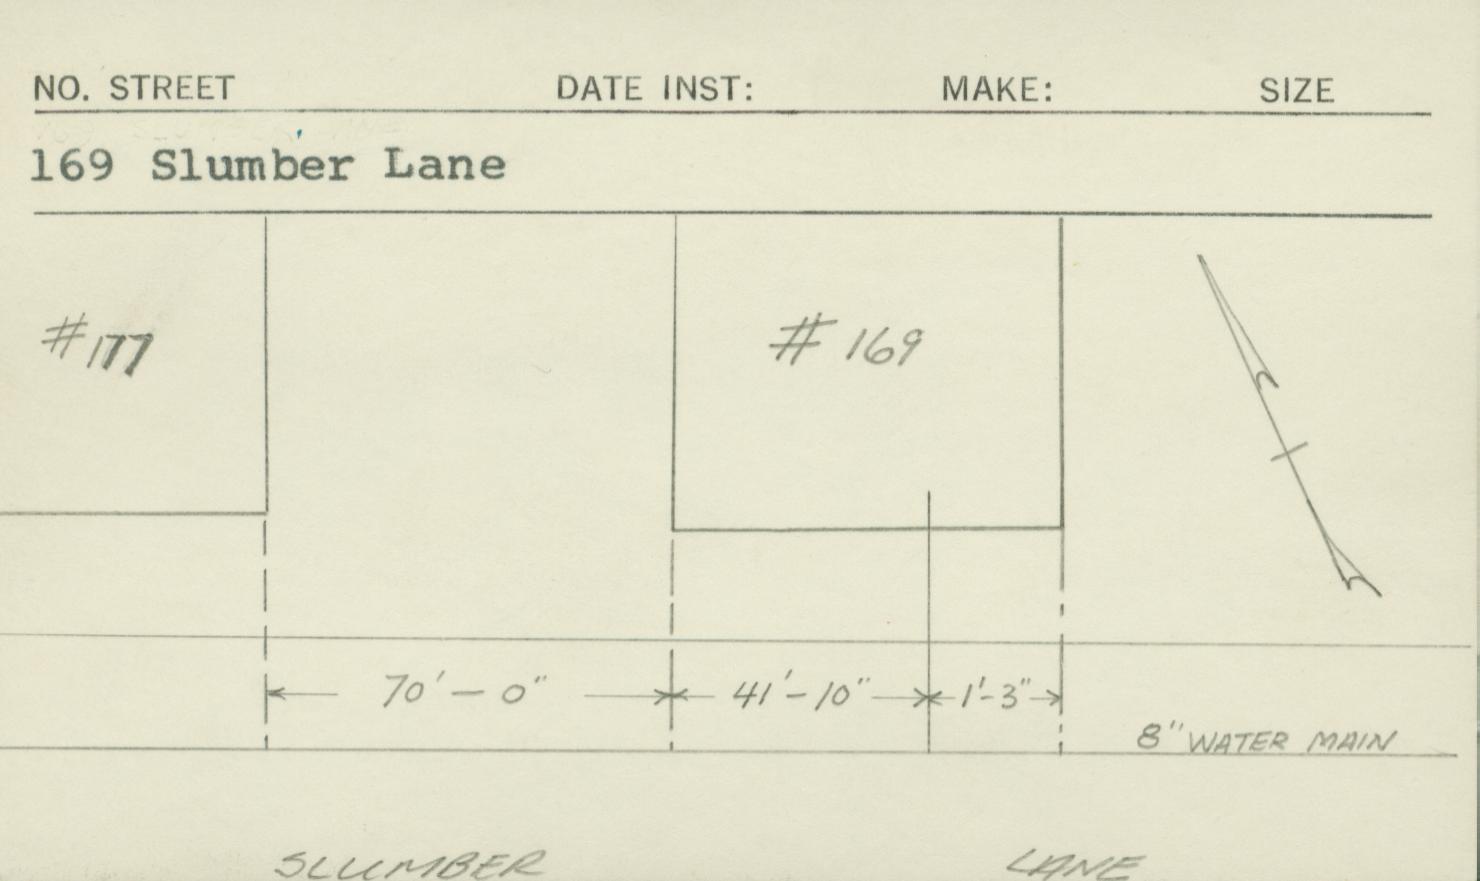 NO. STREET DATE INST: MAKE: SIZE
169 Slumber Lane
#177 # 169
70' - 0" 41'-10" 1'-3"
8" WATER MAIN
SLUMBER LANE